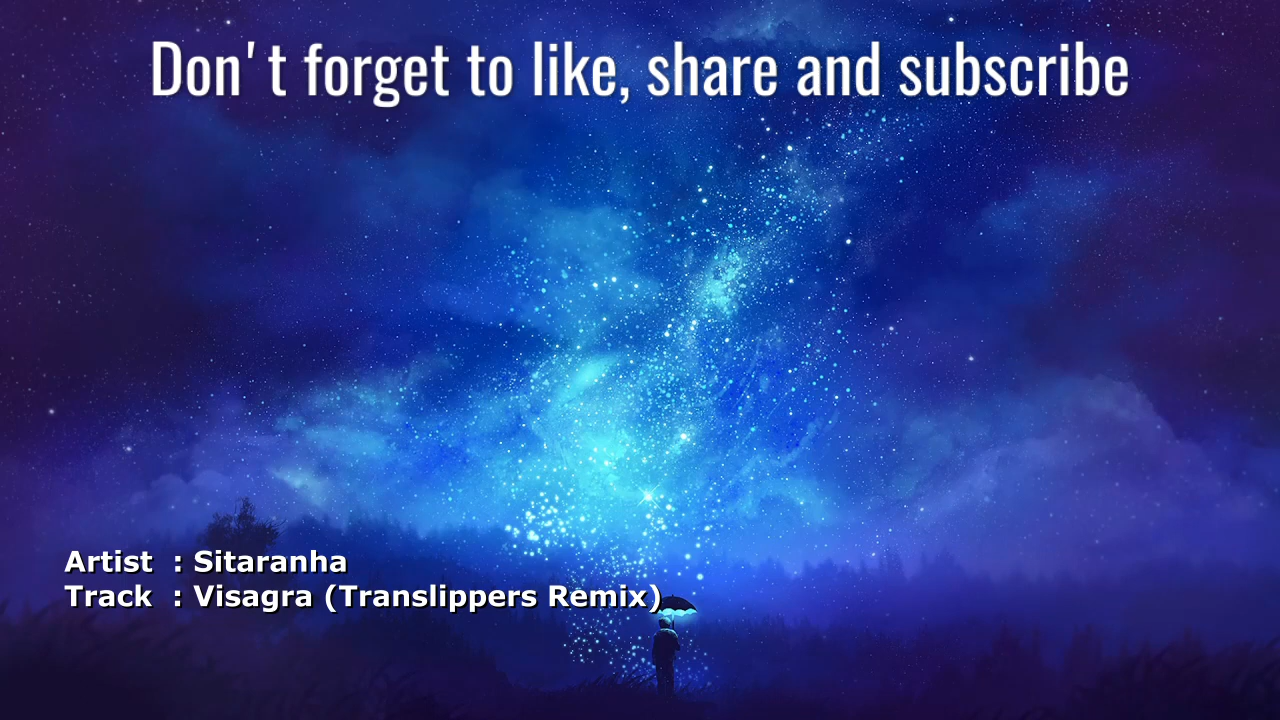 Don't forget to like, share and subscribe
Artist : Sitaranha
Track : Visagra (Translippers Remix)